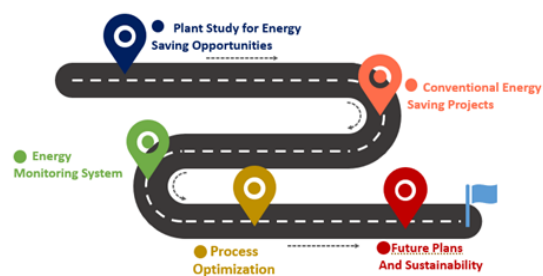 Plant Study for Energy
Saving Opportunities
Conventional Energy
Saving Projects
Energy
Monitoring System
Process
Optimization
Future Plans
And Sustainability